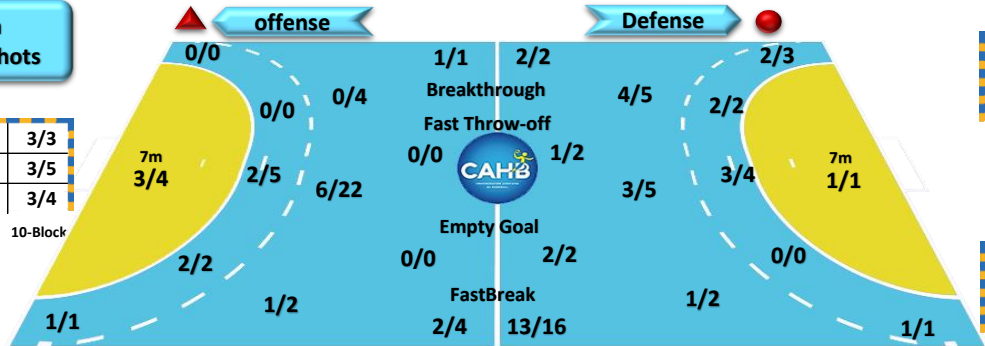 offense
Defense
hots
0/0
1/1
2/2
2/3
Breakthrough
0/0
0/4
4/5
2/2
Fast Throw-off
3/3
3/5
3/4
10-Block
7m
3/4
2/5
6/22
0/0
CAHB
1/2
3/5
3/4
7m
1/1
Empty Goal
2/2
0/0
2/2
0/0
1/2
FastBreak
1/2
1/1
2/4
13/16
1/1